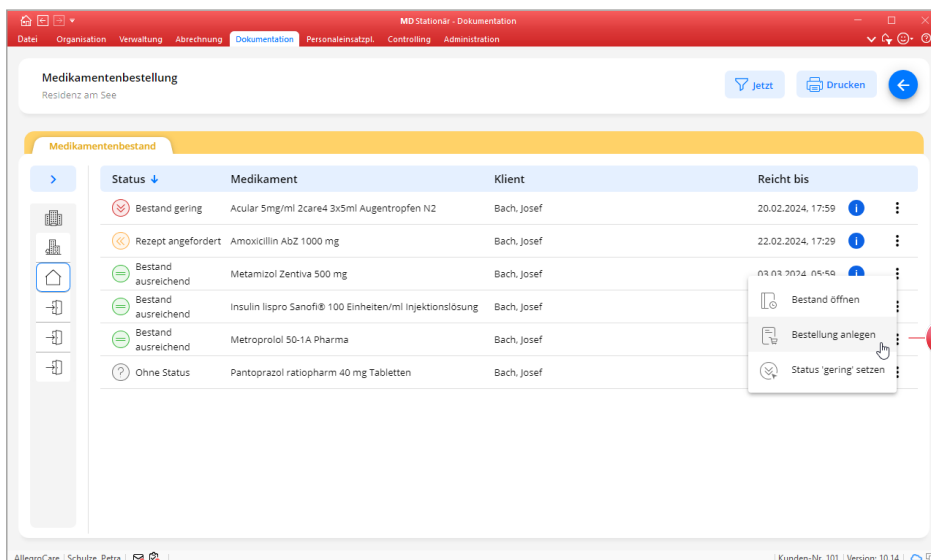 MD Stationär - Dokumentation
Datei Organisation Verwaltung Abrechnung Dokumentation Personaleinsatzpl. Controlling Administration
Medikamentenbestellung
Residenz am See
Jetzt
Drucken
Medikamentenbestand
Status Medikament Klient Reicht bis
Bestand gering Acular 5mg/ml 2care4 3x5ml Augentropfen N2 Bach, Josef 20.02.2024, 17:59
Rezept angefordert Amoxicillin AbZ 1000 mg Bach, Josef 22.02.2024, 17:29
Bestand
ausreichend Metamizol Zentiva 500 mg Bach, Josef 03.03.2024, 05:59
Bestand
ausreichend Insulin lispro Sanofi® 100 Einheiten/ml Injektionslösung Bach, Josef
Bestand
ausreichend Metroprolol 50-1A Pharma Bach, Josef
Ohne Status Pantoprazol ratiopharm 40 mg Tabletten Bach, Josef
Bestand öffnen
Bestellung anlegen
Status 'gering' setzen
AllegroCare Schulze, Petra Kunden-Nr. 101 Version: 10.14